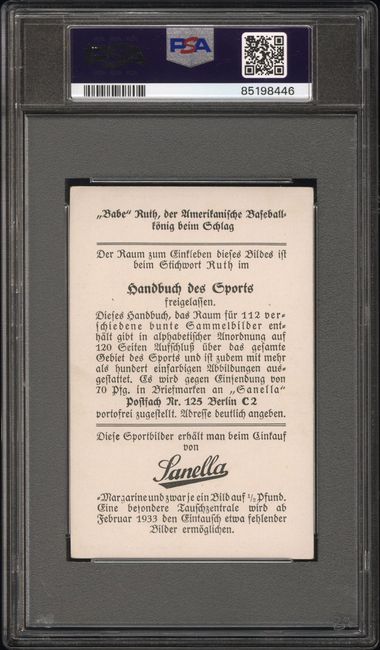 PSA
PSA
85198446
„Babe" Ruth, der Amerikanische Baseball-
könig beim Schlag
Der Raum zum Einkleben dieses Bildes ist
beim Stichwort Ruth im
Handbuch des Sports
freigelassen.
Dieses Handbuch, das Raum für 112 ver-
schiedene bunte Sammelbilder ent-
hält gibt in alphabetischer Anordnung auf
120 Seiten Aufschluß über das gesamte
Gebiet des Sports und ist zudem mit mehr
als hundert einfarbigen Abbildungen aus-
gestattet. Es wird gegen Einsendung von
70 Pfg. in Briefmarken an „Sanella"
Postfach Nr. 125 Berlin C 2
portofrei zugestellt. Adresse deutlich angeben.
Diese Sportbilder erhält man beim Einkauf
von
Sanella
-Margarine und zwar je ein Bild auf ½ Pfund.
Eine besondere Tauschzentrale wird ab
Februar 1933 den Eintausch etwa fehlender
Bilder ermöglichen.